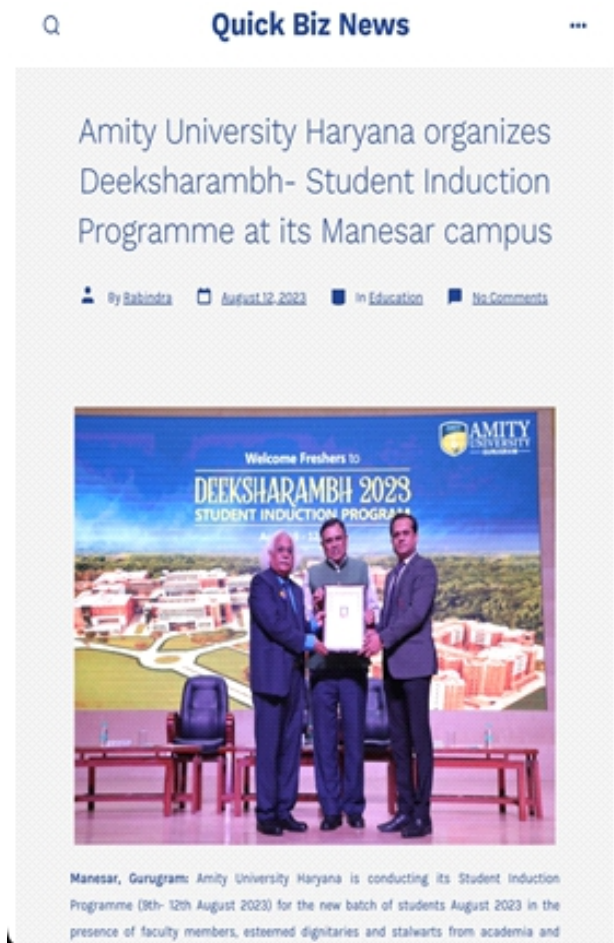 Quick Biz News
Amity University Haryana organizes
Deeksharambh- Student Induction
Programme at its Manesar campus
By Rabindra August 12, 2023 In Education No Comments
AMITY
UNIVERSITY
GURUGRAM
Welcome Freshers to
DEEKSHARAMBH 2023
STUDENT INDUCTION PROGRAM
Manesar, Gurugram: Amity University Haryana is conducting its Student Induction
Programme (9th- 12th August 2023) for the new batch of students August 2023 in the
presence of faculty members, esteemed dignitaries and stalwarts from academia and